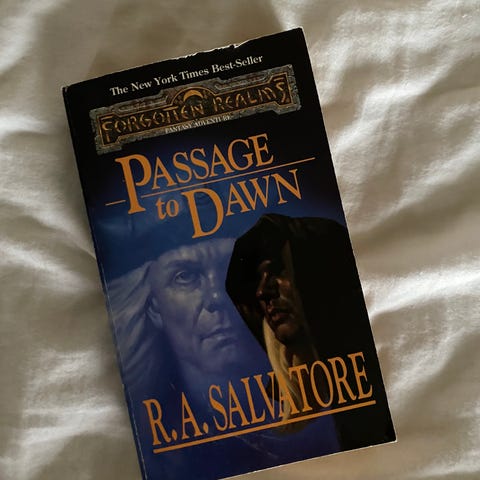 The New York Times Best-Seller
FORGOTTEN REALMS
FANTASY ADVENTURE
PASSAGE
to DAWN
R.A. SALVATORE